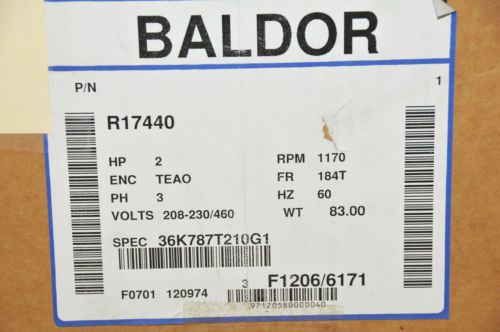 BALDOR
P/N 1
R17440
HP 2 RPM 1170
ENC TEAO FR 184T
PH 3 HZ 60
VOLTS 208-230/460 WT 83.00
SPEC 36K787T210G1
F0701 120974 3 F1206/6171
97120580000040